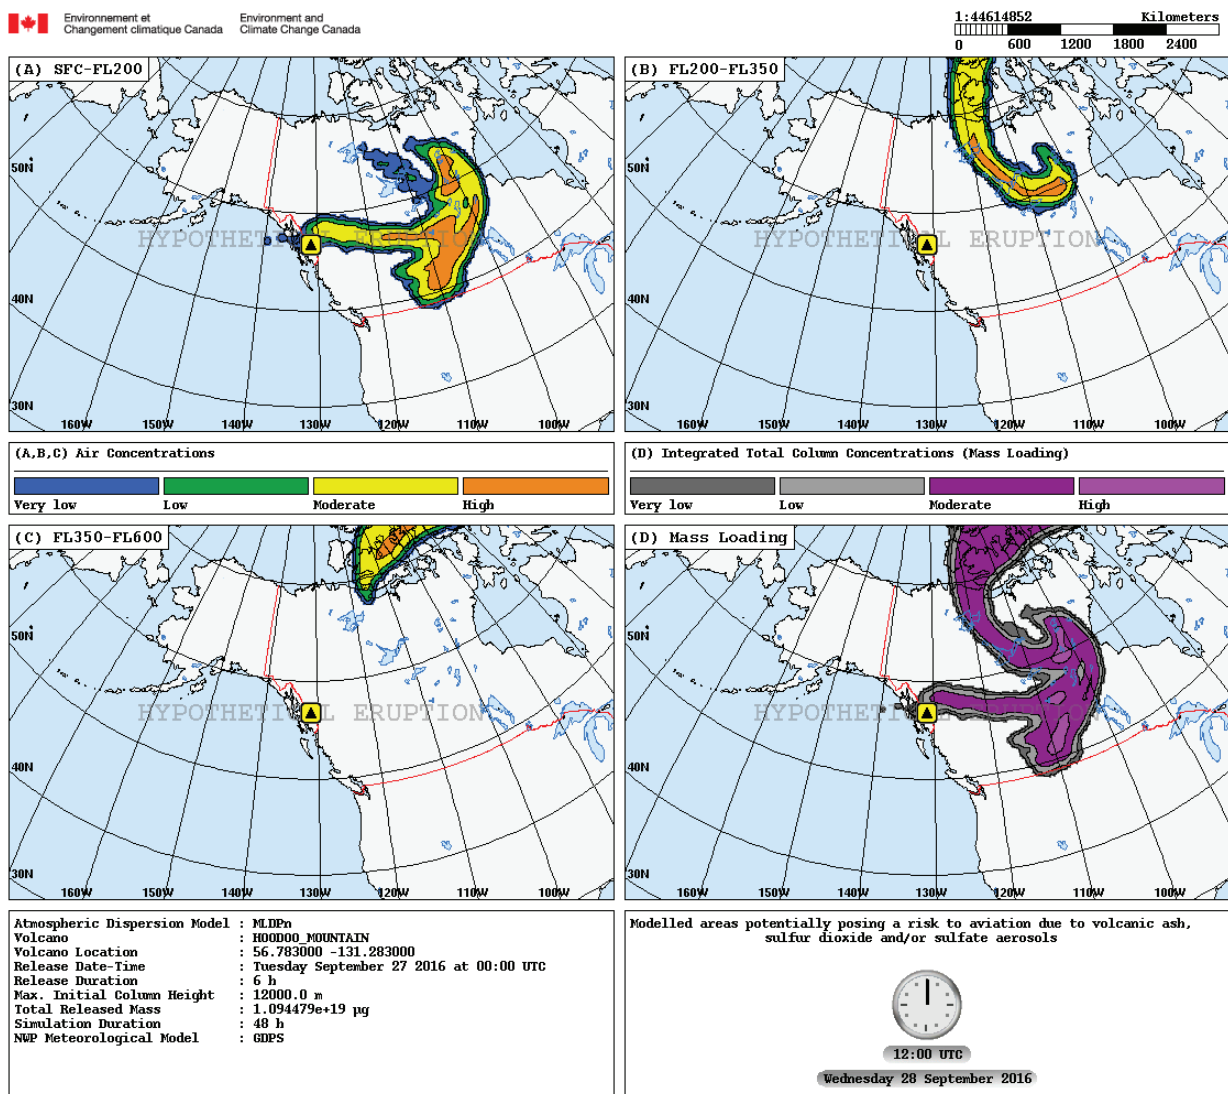 Environnement et
Changement climatique Canada
Environment and
Climate Change Canada
1:44614852 Kilometers
0 600 1200 1800 2400
(A) SFC-FL200
50N
40N
30N
160W 150W 140W 130W 120W 110W 100W
HYPOTHETICAL ERUPTION
(B) FL200-FL350
50N
40N
30N
160W 150W 140W 130W 120W 110W 100W
HYPOTHETICAL ERUPTION
(A,B,C) Air Concentrations
Very low Low Moderate High
(D) Integrated Total Column Concentrations (Mass Loading)
Very low Low Moderate High
(C) FL350-FL600
50N
40N
30N
160W 150W 140W 130W 120W 110W 100W
HYPOTHETICAL ERUPTION
(D) Mass Loading
50N
40N
30N
160W 150W 140W 130W 120W 110W 100W
HYPOTHETICAL ERUPTION
Atmospheric Dispersion Model : MLDPn
Volcano : HOODOO_MOUNTAIN
Volcano Location : 56.783000 -131.283000
Release Date-Time : Tuesday September 27 2016 at 00:00 UTC
Release Duration : 6 h
Max. Initial Column Height : 12000.0 m
Total Released Mass : 1.094479e+19 µg
Simulation Duration : 48 h
NWP Meteorological Model : GDPS
Modelled areas potentially posing a risk to aviation due to volcanic ash,
sulfur dioxide and/or sulfate aerosols
12:00 UTC
Wednesday 28 September 2016